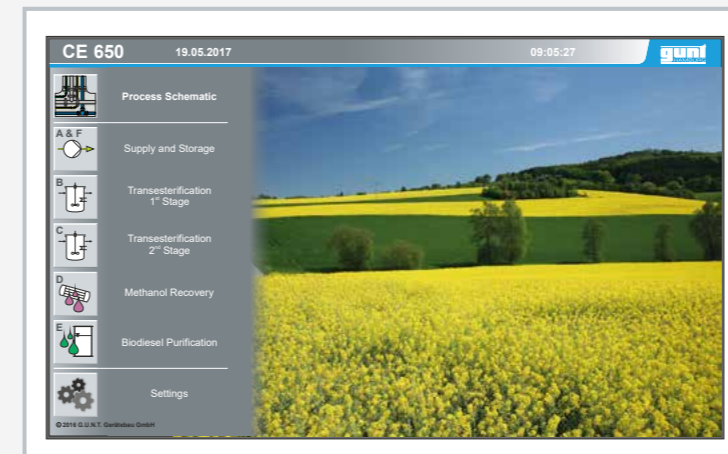 CE 650 19.05.2017 09:05:27 gunt
Process Schematic
A & F
Supply and Storage
B
Transesterification
1st Stage
C
Transesterification
2nd Stage
D
Methanol Recovery
E
Biodiesel Purification
Settings
© 2016 G.U.N.T. Gerätebau GmbH